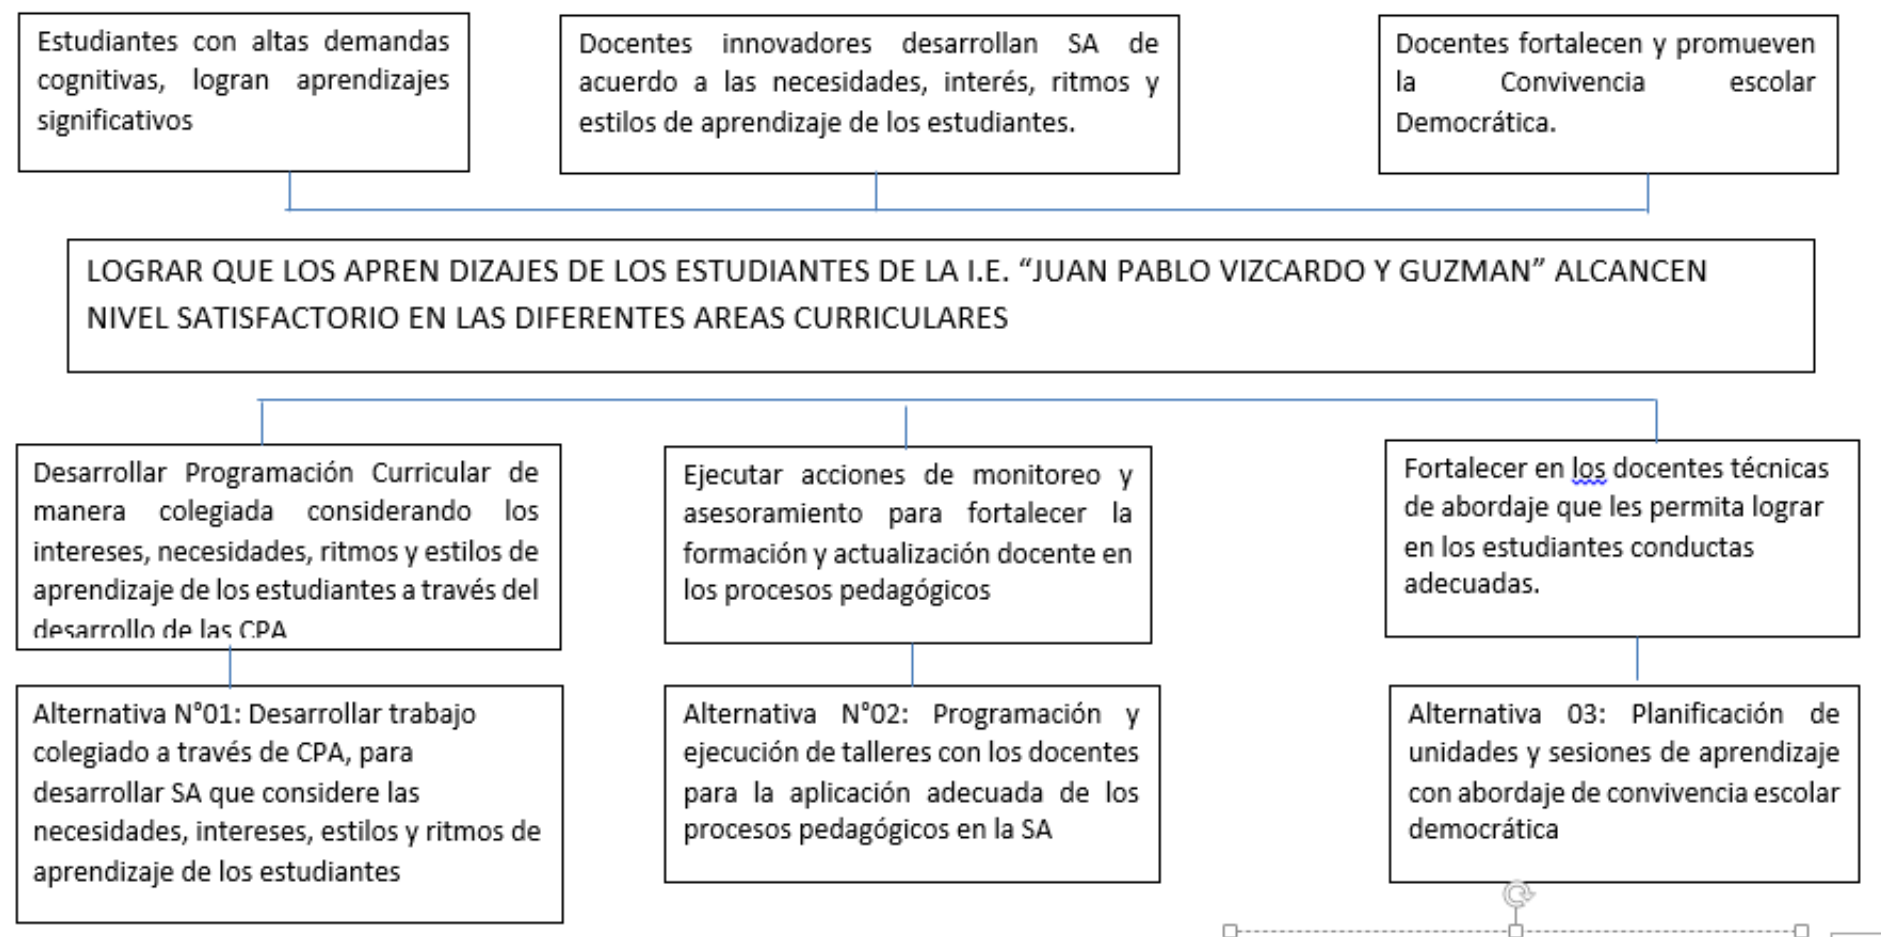 Estudiantes con altas demandas
cognitivas, logran aprendizajes
significativos
Docentes innovadores desarrollan SA de
acuerdo a las necesidades, interés, ritmos y
estilos de aprendizaje de los estudiantes.
Docentes fortalecen y promueven
la Convivencia escolar
Democrática.
LOGRAR QUE LOS APREN DIZAJES DE LOS ESTUDIANTES DE LA I.E. “JUAN PABLO VIZCARDO Y GUZMAN” ALCANCEN
NIVEL SATISFACTORIO EN LAS DIFERENTES AREAS CURRICULARES
Desarrollar Programación Curricular de
manera colegiada considerando los
intereses, necesidades, ritmos y estilos de
aprendizaje de los estudiantes a través del
desarrollo de las CPA
Ejecutar acciones de monitoreo y
asesoramiento para fortalecer la
formación y actualización docente en
los procesos pedagógicos
Fortalecer en los docentes técnicas
de abordaje que les permita lograr
en los estudiantes conductas
adecuadas.
Alternativa N°01: Desarrollar trabajo
colegiado a través de CPA, para
desarrollar SA que considere las
necesidades, intereses, estilos y ritmos de
aprendizaje de los estudiantes
Alternativa N°02: Programación y
ejecución de talleres con los docentes
para la aplicación adecuada de los
procesos pedagógicos en la SA
Alternativa 03: Planificación de
unidades y sesiones de aprendizaje
con abordaje de convivencia escolar
democrática